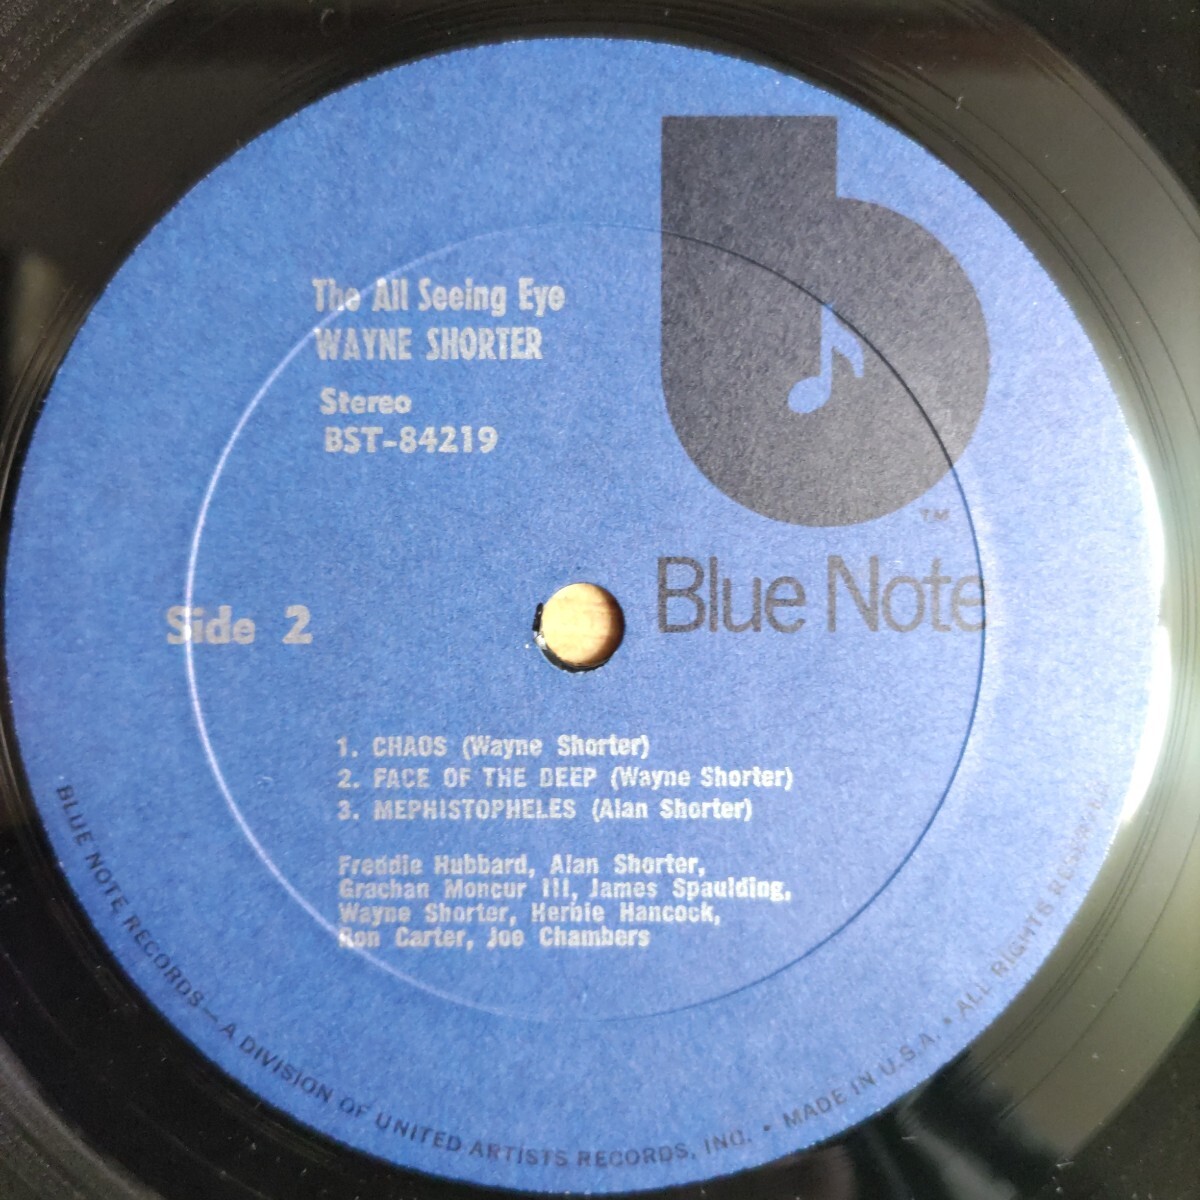 The All Seeing Eye
WAYNE SHORTER
Stereo
BST-84219
TM
Blue Note
Side 2
1. CHAOS (Wayne Shorter)
2. FACE OF THE DEEP (Wayne Shorter)
3. MEPHISTOPHELES (Alan Shorter)
Freddie Hubbard, Alan Shorter,
Grachan Moncur III, James Spaulding,
Wayne Shorter, Herbie Hancock,
Ron Carter, Joe Chambers
BLUE NOTE RECORDS — A DIVISION OF UNITED ARTISTS RECORDS, INC. • MADE IN U.S.A. • ALL RIGHTS RESERVED